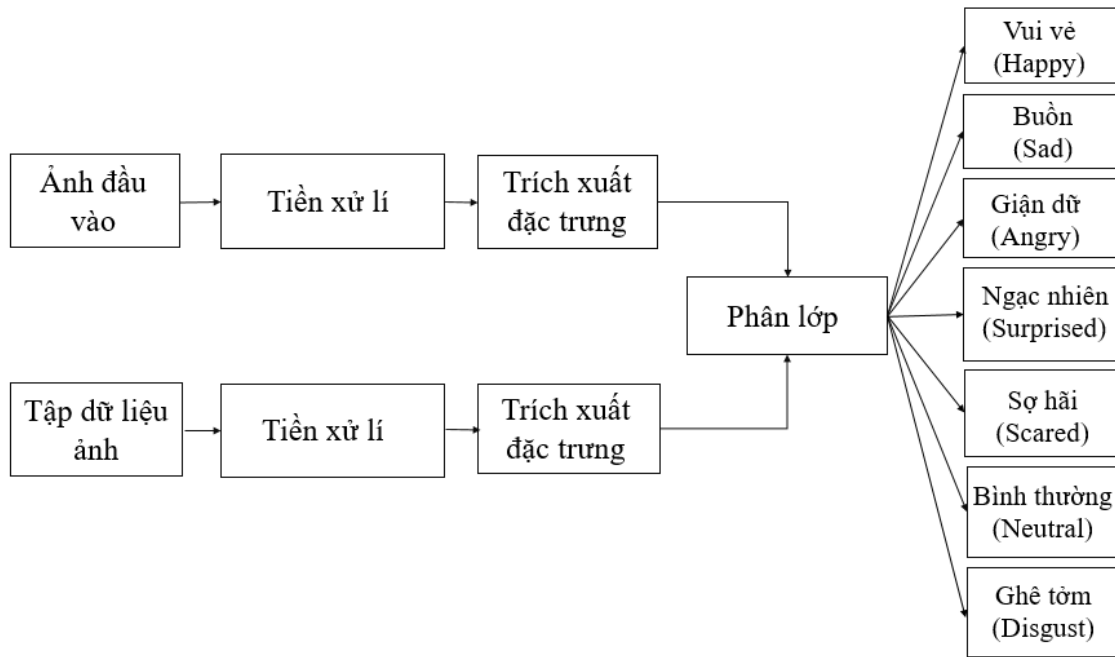 Ảnh đầu
vào
Tiền xử lí
Trích xuất
đặc trưng
Tập dữ liệu
ảnh
Tiền xử lí
Trích xuất
đặc trưng
Phân lớp
Vui vẻ
(Happy)
Buồn
(Sad)
Giận dữ
(Angry)
Ngạc nhiên
(Surprised)
Sợ hãi
(Scared)
Bình thường
(Neutral)
Ghê tởm
(Disgust)